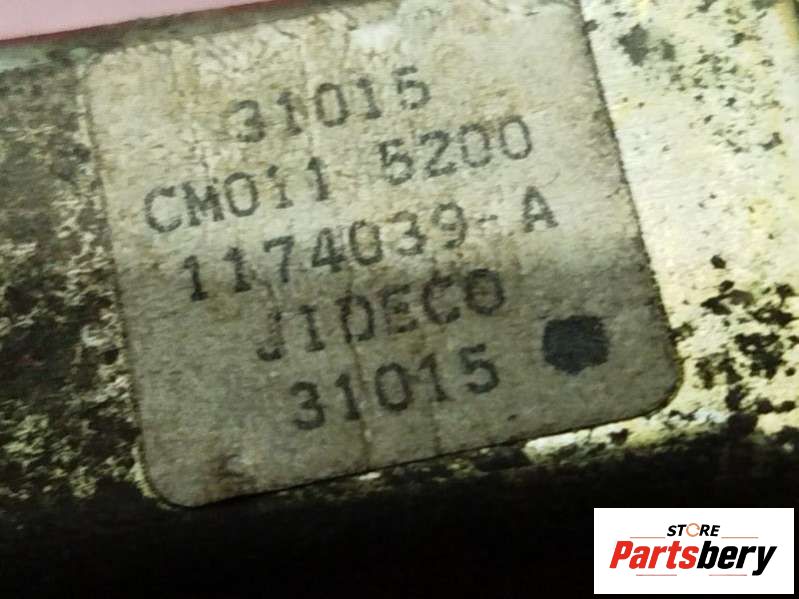 31015
CM011 5200
1174039-A
JIDECO
31015
STORE
Partsbery